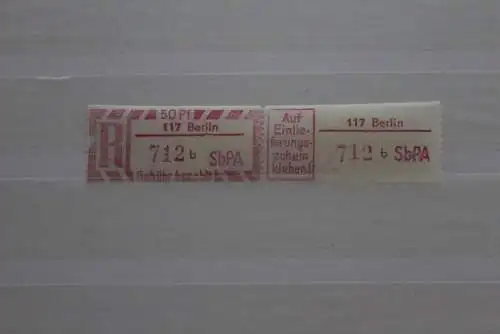 50 Pf
R
117 Berlin
712 b SbPA
Gebühr bezahlt
Auf
Einlie-
ferungs-
schein
kleben!
117 Berlin
712 b SbPA